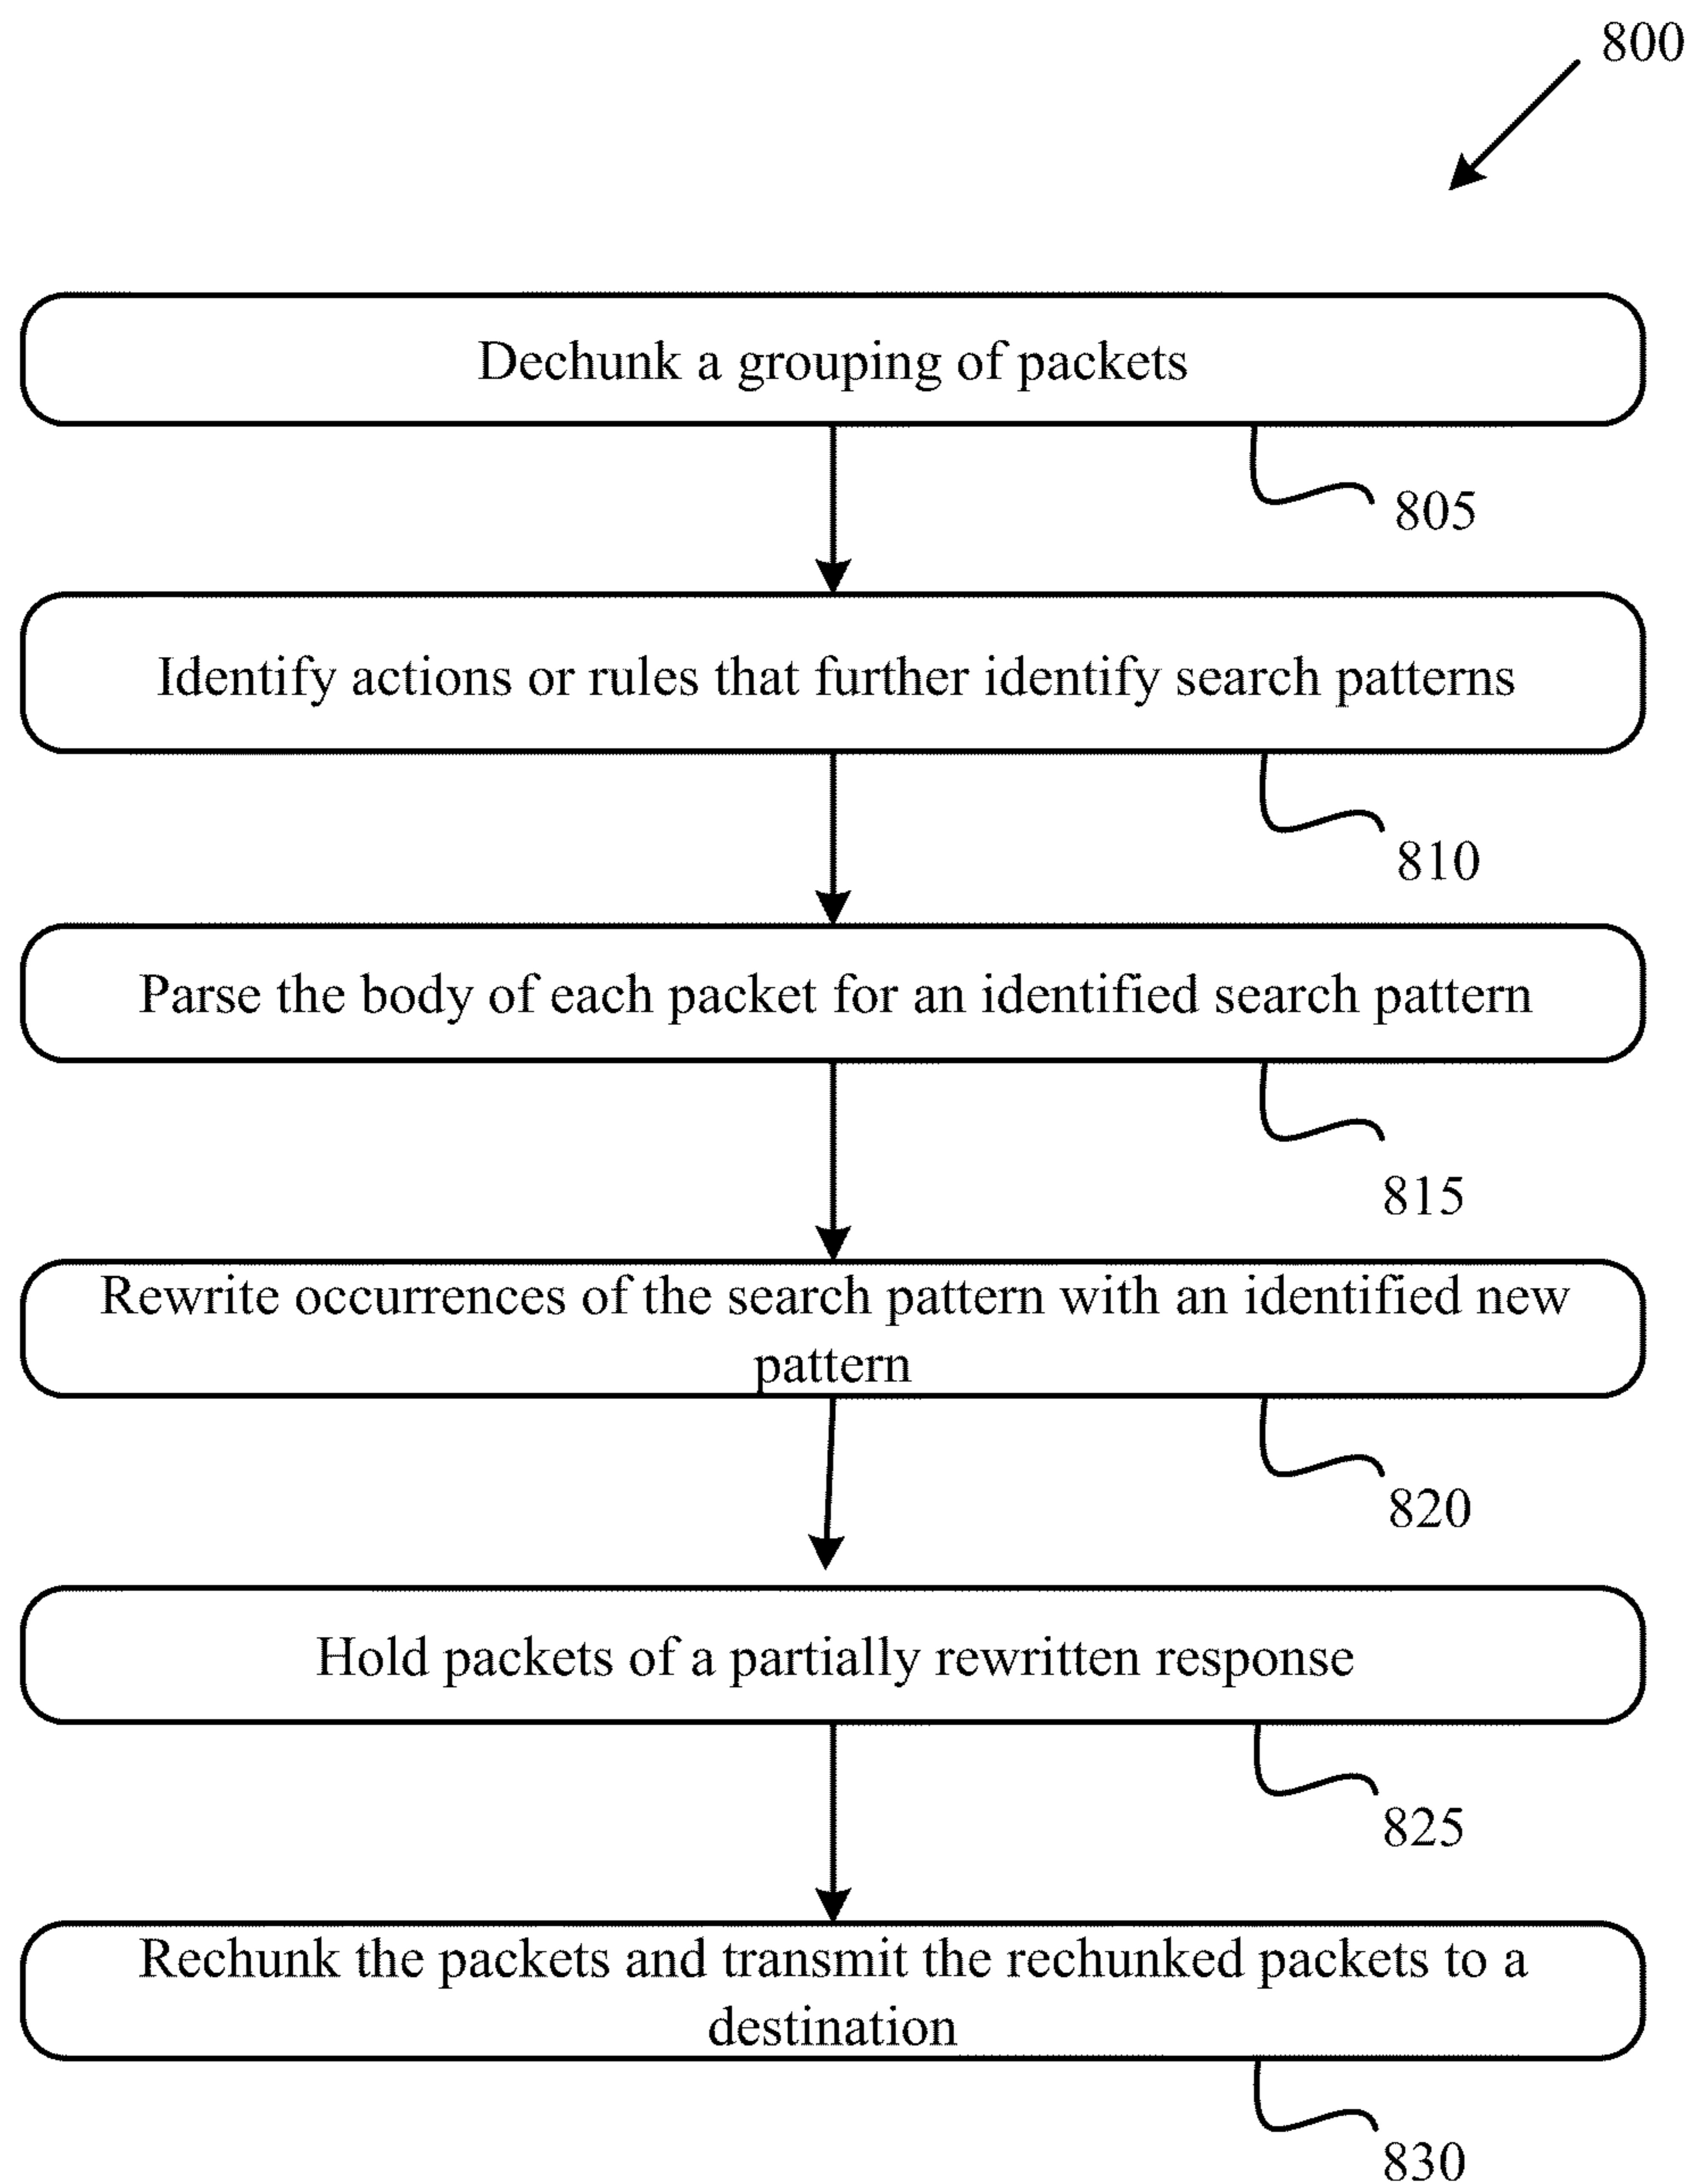 800
Dechunk a grouping of packets
805
Identify actions or rules that further identify search patterns
810
Parse the body of each packet for an identified search pattern
815
Rewrite occurrences of the search pattern with an identified new
pattern
820
Hold packets of a partially rewritten response
825
Rechunk the packets and transmit the rechunked packets to a
destination
830